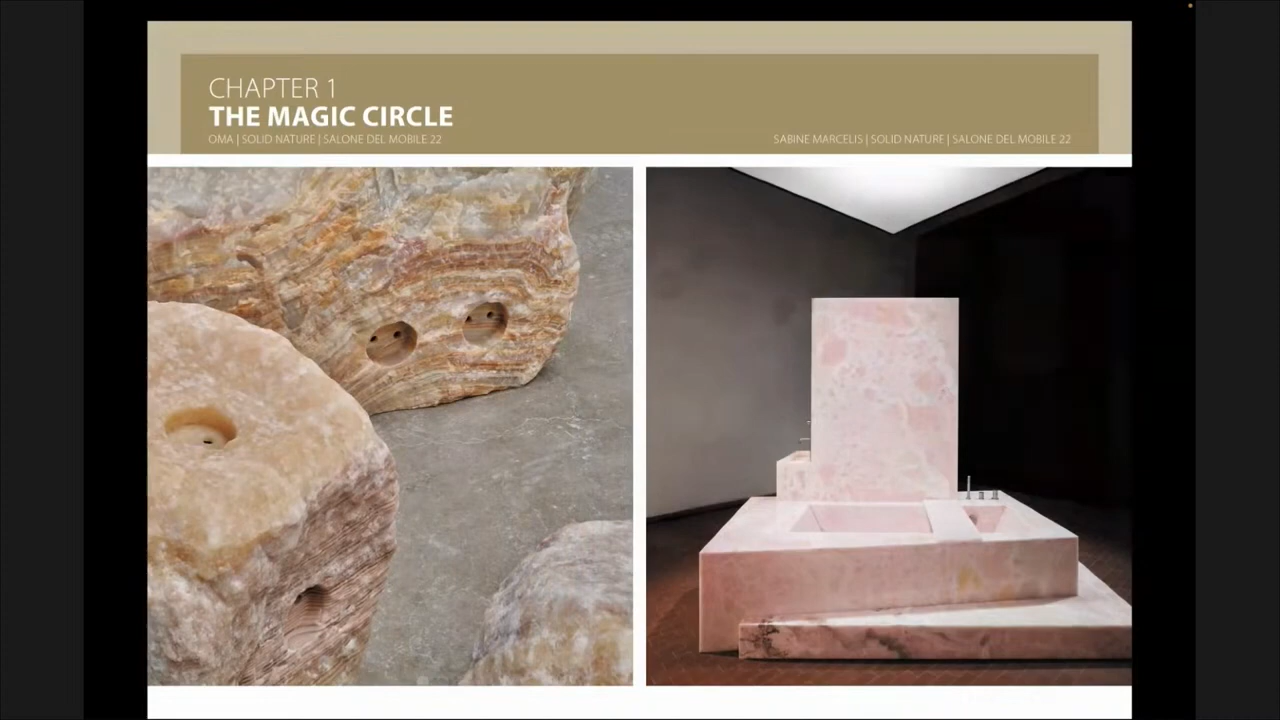 CHAPTER 1
THE MAGIC CIRCLE
OMA | SOLID NATURE | SALONE DEL MOBILE 22
SABINE MARCELIS | SOLID NATURE | SALONE DEL MOBILE 22